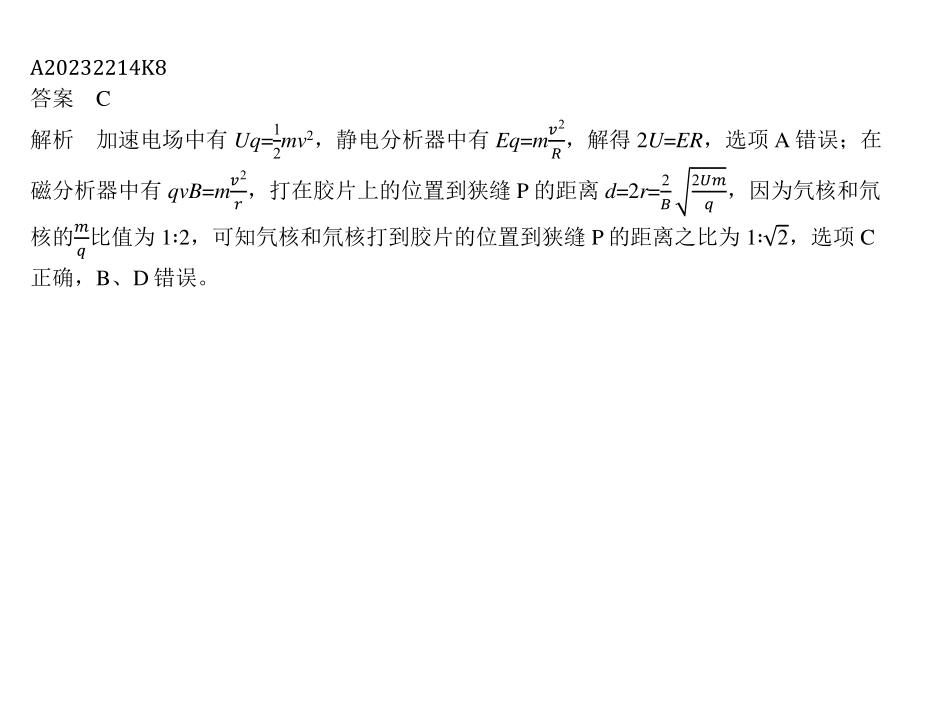 A20232214K8
答案 C
解析 加速电场中有 Uq=\frac{1}{2}mv²，静电分析器中有 Eq=m\frac{v²}{R}，解得 2U=ER，选项 A 错误；在
磁分析器中有 qvB=m\frac{v²}{r}，打在胶片上的位置到狭缝 P 的距离 d=2r=\frac{2}{B}\sqrt{\frac{2Um}{q}}，因为氕核和氘
核的\frac{m}{q}比值为 1∶2，可知氕核和氘核打到胶片的位置到狭缝 P 的距离之比为 1∶√2，选项 C
正确，B、D 错误。